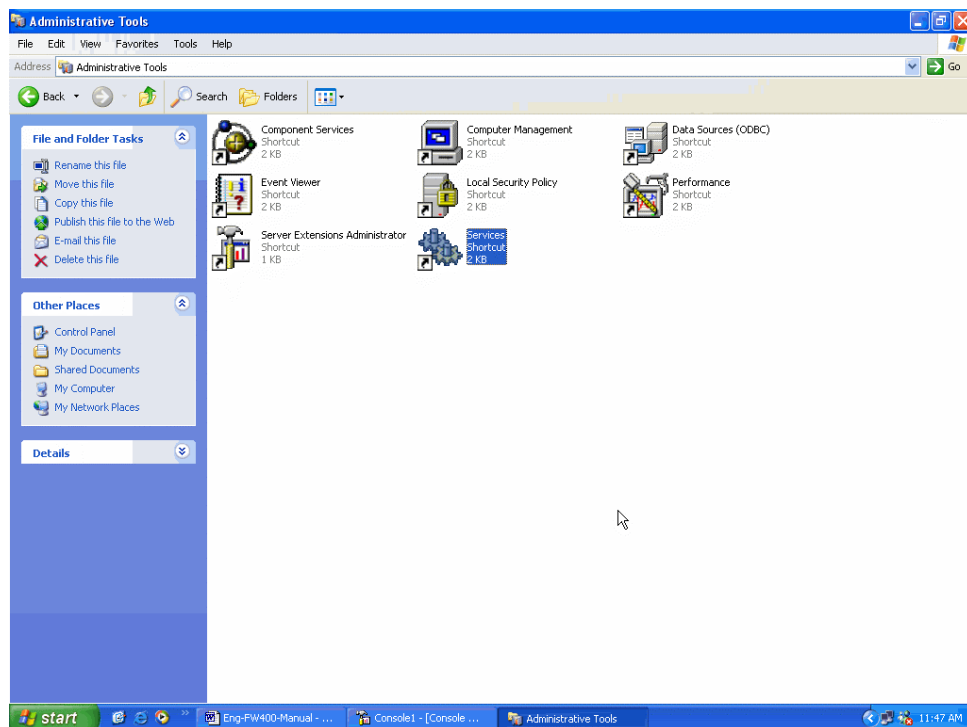 Administrative Tools
File Edit View Favorites Tools Help
Address Administrative Tools Go
Back Search Folders
File and Folder Tasks
Rename this file
Move this file
Copy this file
Publish this file to the Web
E-mail this file
Delete this file
Other Places
Control Panel
My Documents
Shared Documents
My Computer
My Network Places
Details
Component Services
Shortcut
2 KB
Computer Management
Shortcut
2 KB
Data Sources (ODBC)
Shortcut
2 KB
Event Viewer
Shortcut
2 KB
Local Security Policy
Shortcut
2 KB
Performance
Shortcut
2 KB
Server Extensions Administrator
Shortcut
1 KB
Services
Shortcut
2 KB
start Eng-FW400-Manual - ... Console1 - [Console ... Administrative Tools 11:47 AM